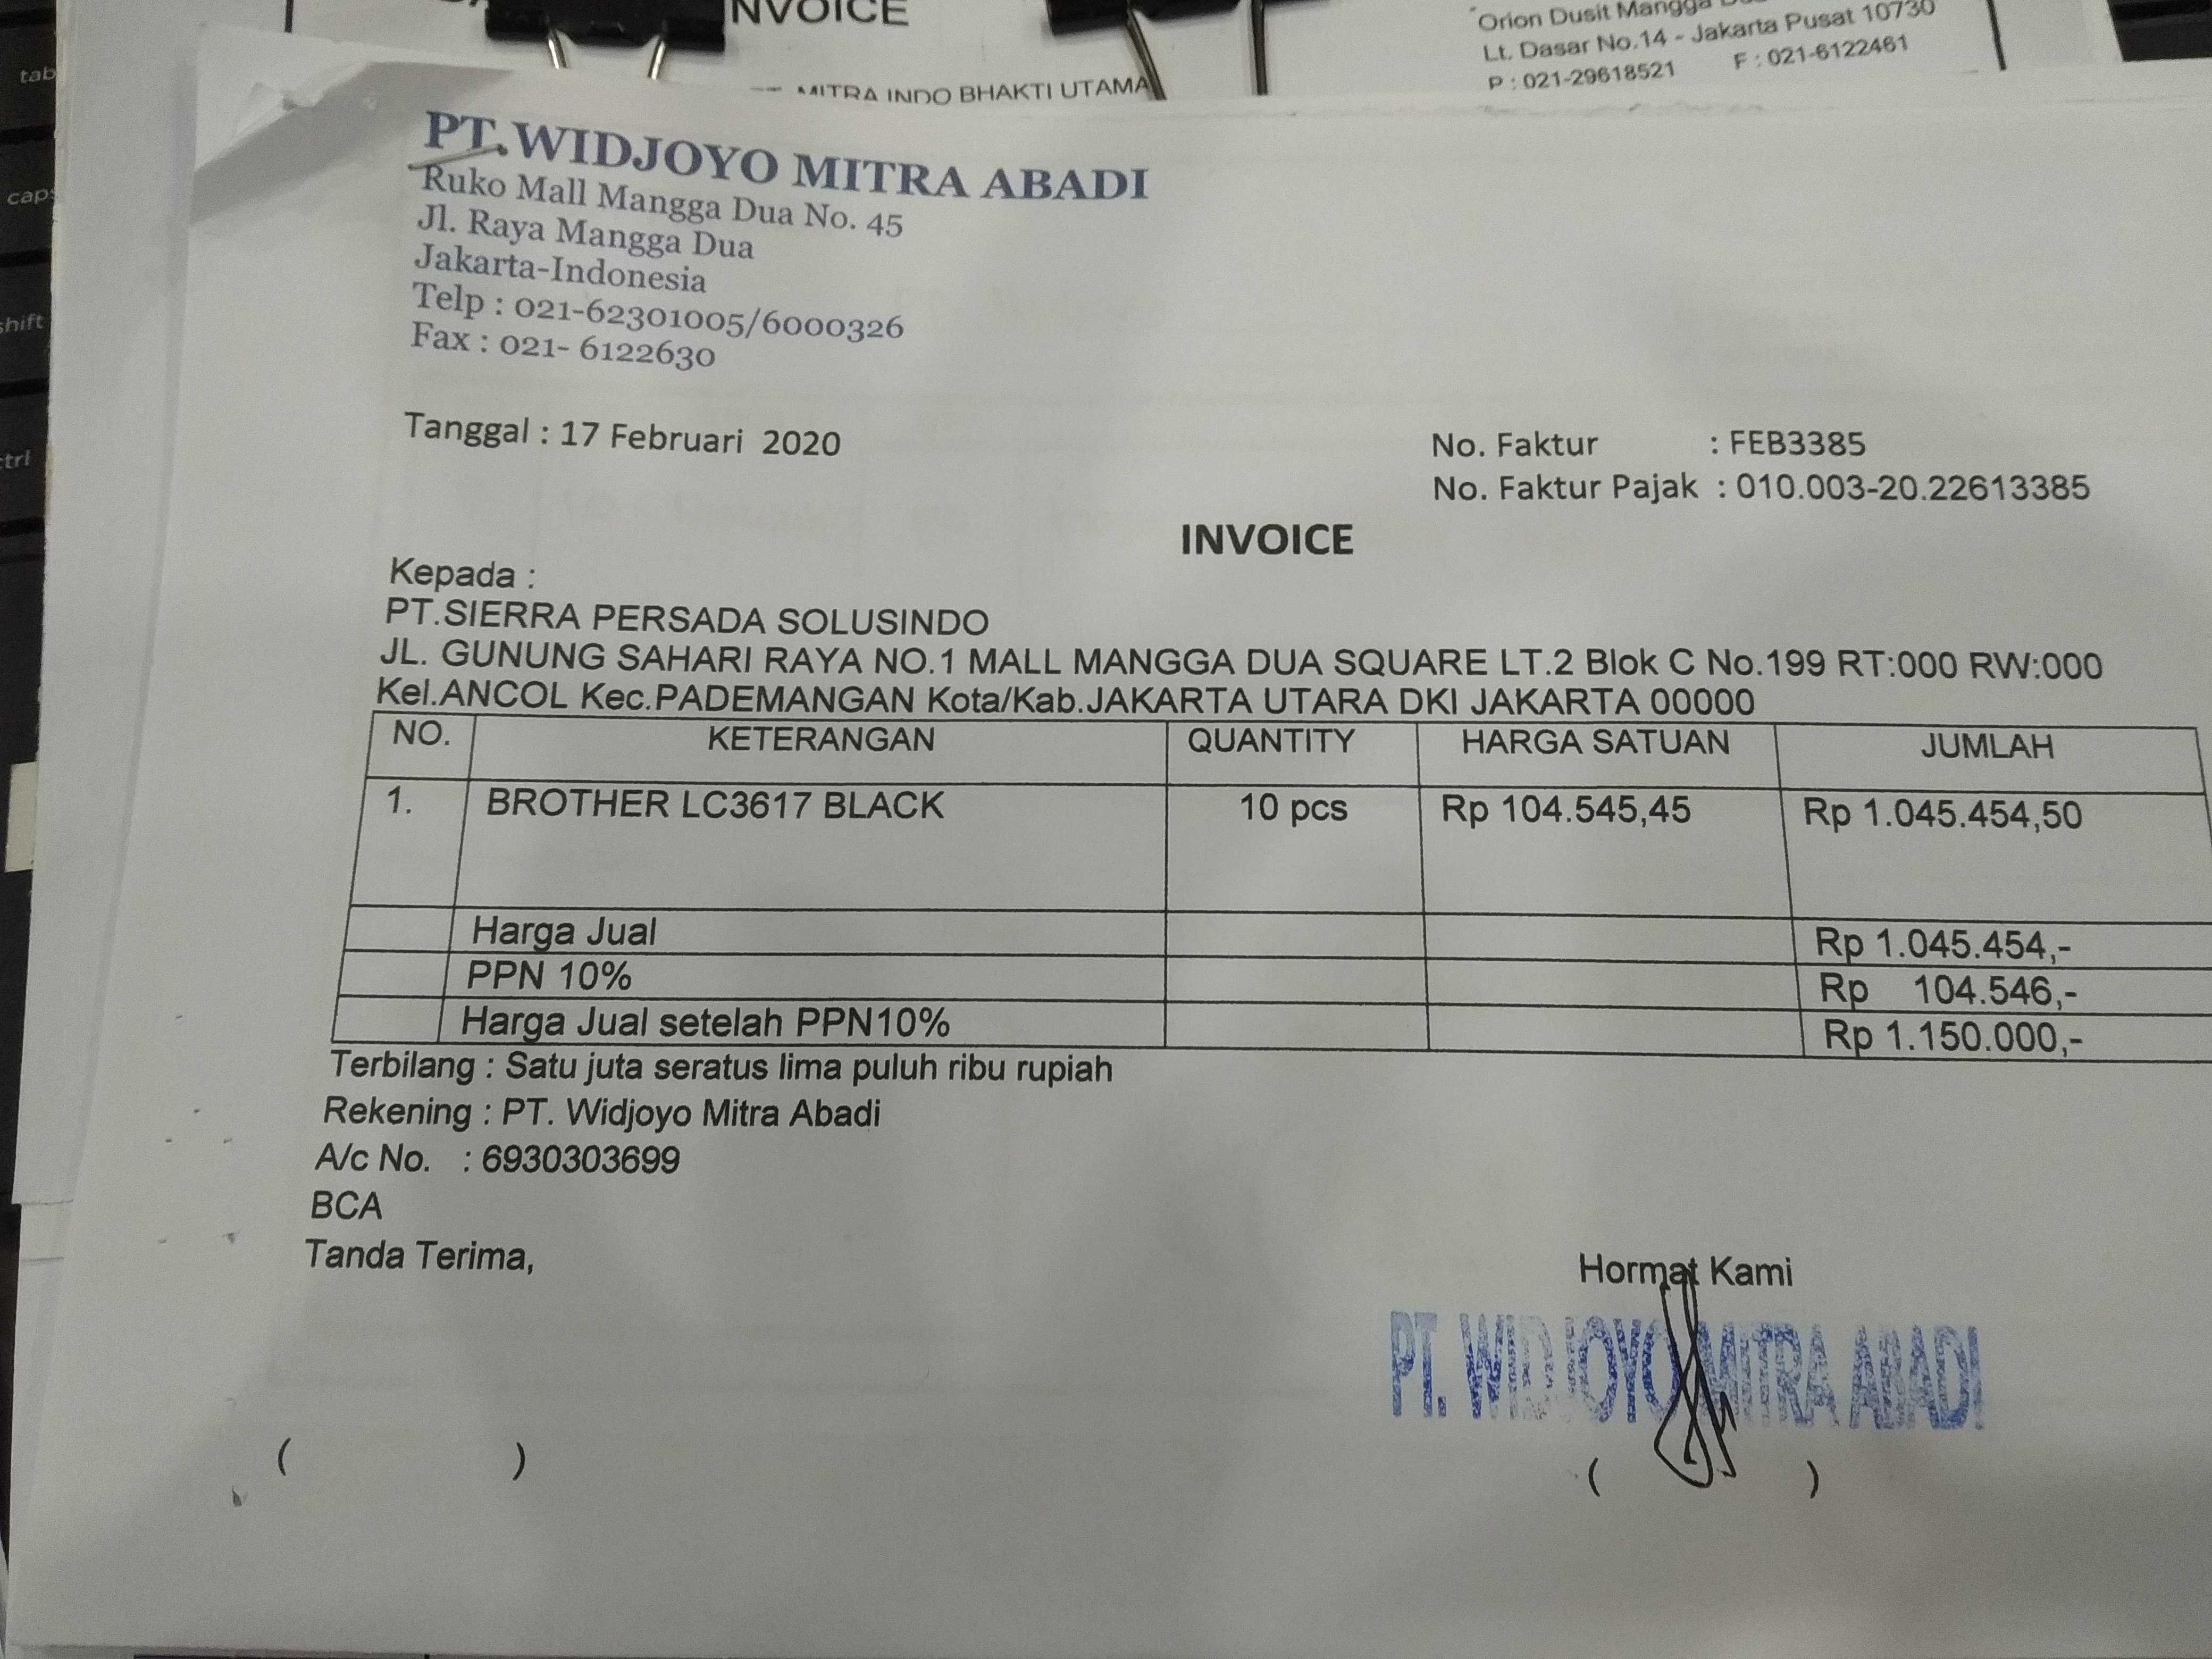 tab
caps
shift
ctrl
NVOICE
MITRA INDO BHAKTI UTAMA
Orion Dusit Mangga
Lt. Dasar No.14 - Jakarta Pusat 10730
P : 021-29618521 F : 021-6122461
PT.WIDJOYO MITRA ABADI
Ruko Mall Mangga Dua No. 45
Jl. Raya Mangga Dua
Jakarta-Indonesia
Telp : 021-62301005/6000326
Fax : 021- 6122630
Tanggal : 17 Februari 2020
No. Faktur : FEB3385
No. Faktur Pajak : 010.003-20.22613385
INVOICE
Kepada :
PT.SIERRA PERSADA SOLUSINDO
JL. GUNUNG SAHARI RAYA NO.1 MALL MANGGA DUA SQUARE LT.2 Blok C No.199 RT:000 RW:000
Kel.ANCOL Kec.PADEMANGAN Kota/Kab.JAKARTA UTARA DKI JAKARTA 00000
NO. KETERANGAN QUANTITY HARGA SATUAN JUMLAH
1. BROTHER LC3617 BLACK 10 pcs Rp 104.545,45 Rp 1.045.454,50
Harga Jual Rp 1.045.454,-
PPN 10% Rp 104.546,-
Harga Jual setelah PPN10% Rp 1.150.000,-
Terbilang : Satu juta seratus lima puluh ribu rupiah
Rekening : PT. Widjoyo Mitra Abadi
A/c No. : 6930303699
BCA
Tanda Terima,
Hormat Kami
PT. WIDJOYO MITRA ABADI
( )
( )